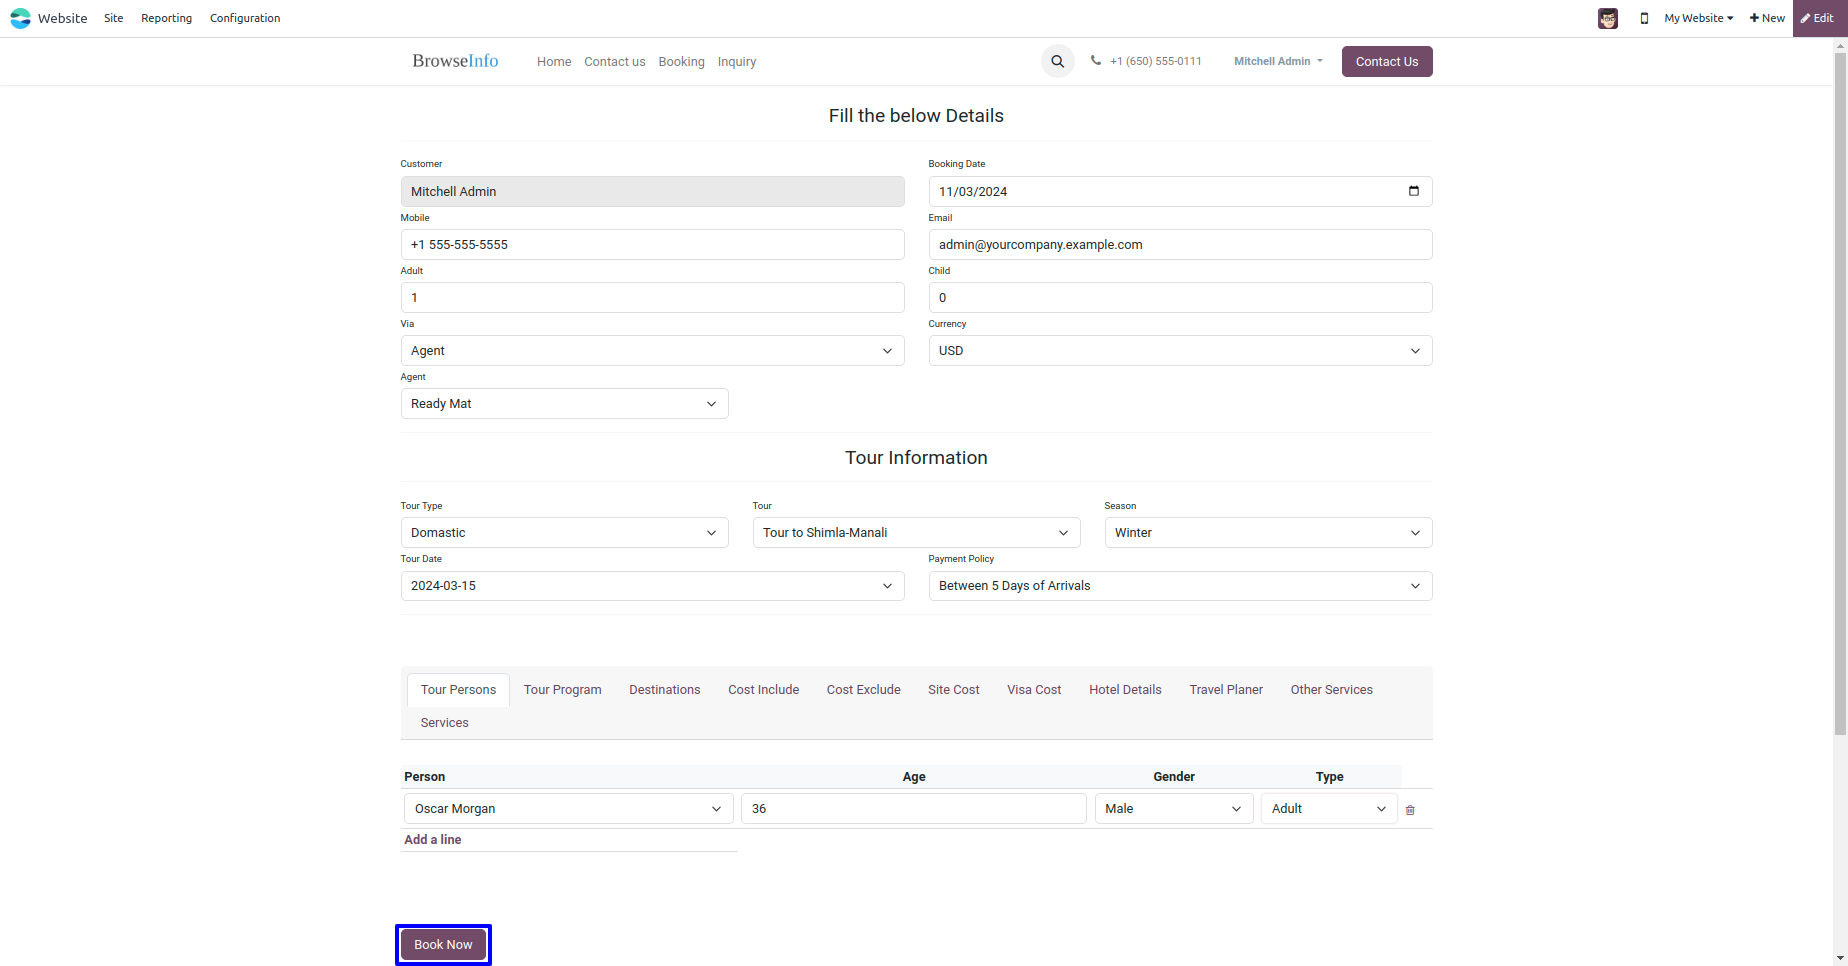 Website Site Reporting Configuration My Website New Edit
BrowseInfo Home Contact us Booking Inquiry +1 (650) 555-0111 Mitchell Admin Contact Us
Fill the below Details
Customer Booking Date
Mitchell Admin 11/03/2024
Mobile Email
+1 555-555-5555 admin@yourcompany.example.com
Adult Child
1 0
Via Currency
Agent USD
Agent
Ready Mat
Tour Information
Tour Type Tour Season
Domastic Tour to Shimla-Manali Winter
Tour Date Payment Policy
2024-03-15 Between 5 Days of Arrivals
Tour Persons Tour Program Destinations Cost Include Cost Exclude Site Cost Visa Cost Hotel Details Travel Planer Other Services
Services
Person Age Gender Type
Oscar Morgan 36 Male Adult
Add a line
Book Now